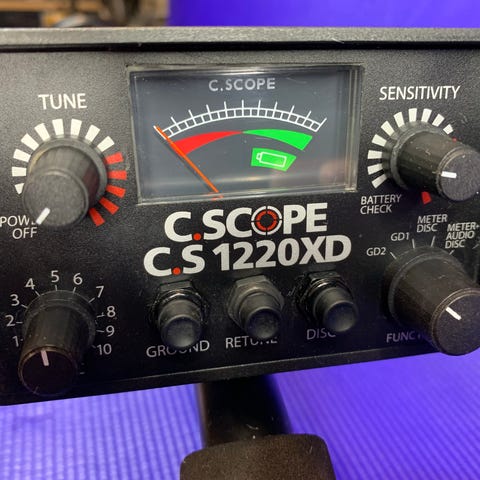 C.SCOPE
TUNE
SENSITIVITY
POWER
OFF
BATTERY
CHECK
C.SCOPE
C.S 1220XD
METER
DISC
METER+
AUDIO
DISC
GD1
GD2
1
2
3
4
5
6
7
8
9
10
GROUND
RETUNE
DISC